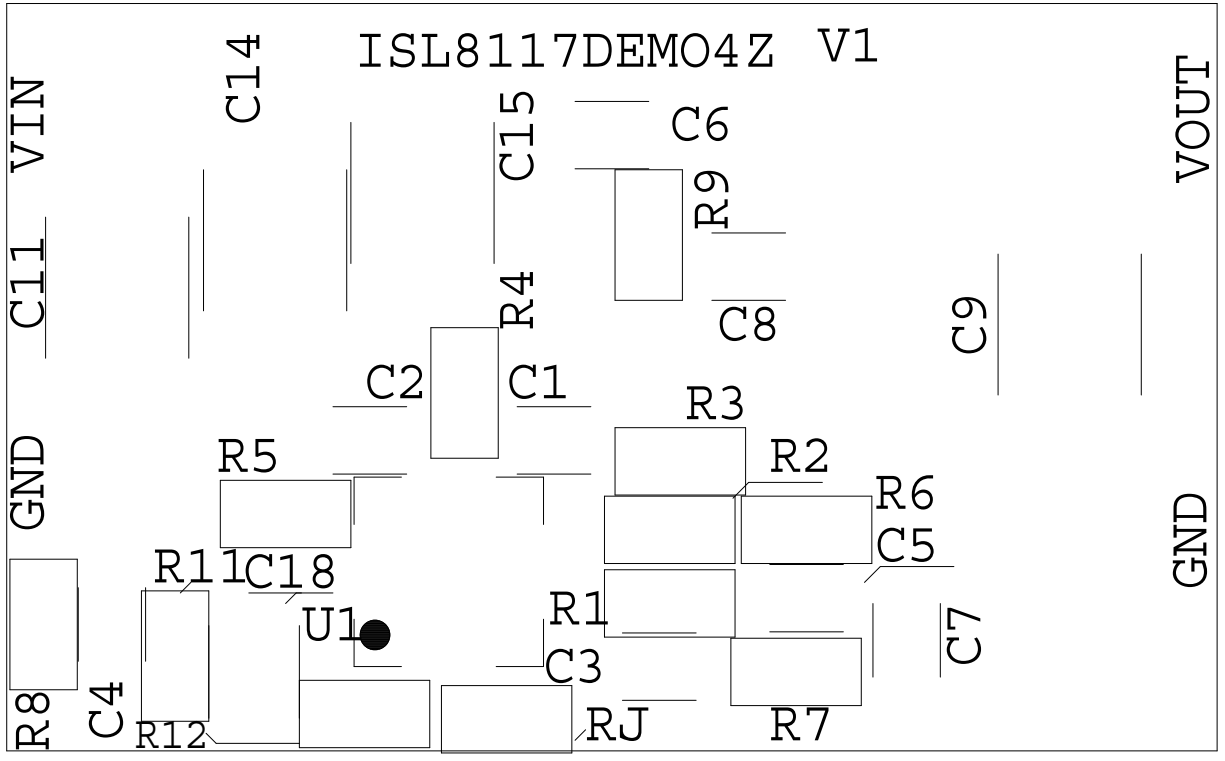 ISL8117DEMO4Z V1
C14
VIN
C15
C6
VOUT
R9
C11
R4
C8
C9
C2
C1
R3
R5
R2
GND
R6
GND
C5
R11
C18
U1
R1
C7
C3
R8
C4
R12
RJ
R7